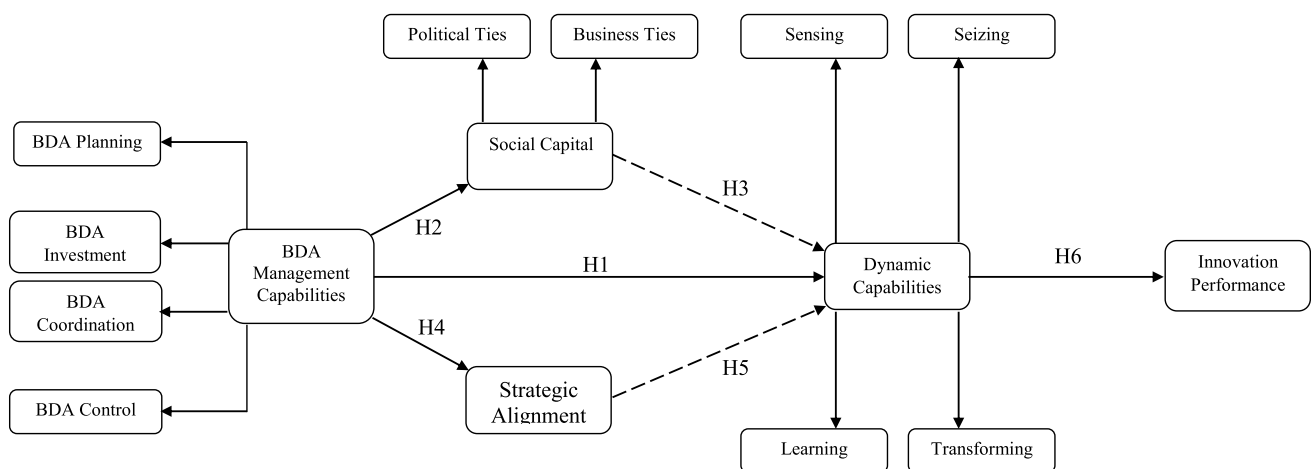 Political Ties
Business Ties
Sensing
Seizing
BDA Planning
Social Capital
H3
H2
BDA
Investment
BDA
Management
Capabilities
H1
Dynamic
Capabilities
H6
Innovation
Performance
BDA
Coordination
H4
H5
Strategic
Alignment
BDA Control
Learning
Transforming